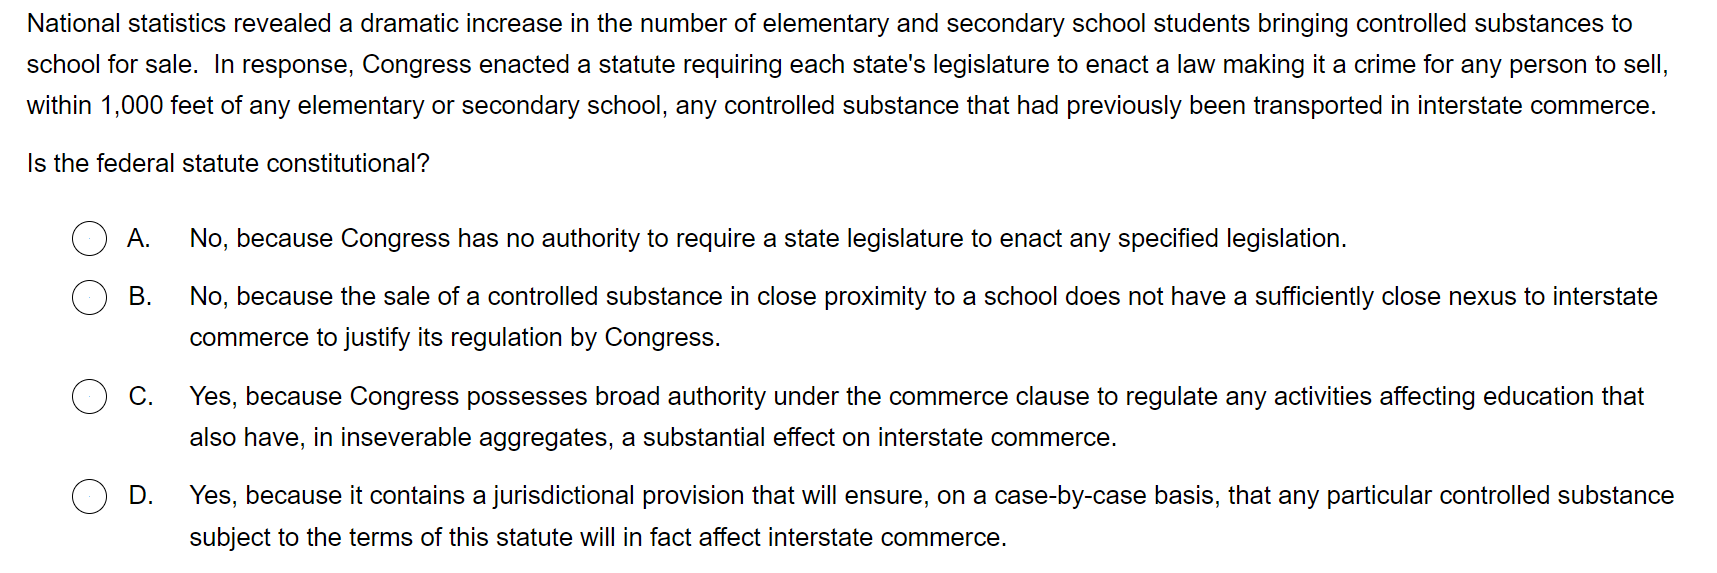 National statistics revealed a dramatic increase in the number of elementary and secondary school students bringing controlled substances to
school for sale.  In response, Congress enacted a statute requiring each state's legislature to enact a law making it a crime for any person to sell,
within 1,000 feet of any elementary or secondary school, any controlled substance that had previously been transported in interstate commerce.
Is the federal statute constitutional?
A. No, because Congress has no authority to require a state legislature to enact any specified legislation.
B. No, because the sale of a controlled substance in close proximity to a school does not have a sufficiently close nexus to interstate
commerce to justify its regulation by Congress.
C. Yes, because Congress possesses broad authority under the commerce clause to regulate any activities affecting education that
also have, in inseverable aggregates, a substantial effect on interstate commerce.
D. Yes, because it contains a jurisdictional provision that will ensure, on a case-by-case basis, that any particular controlled substance
subject to the terms of this statute will in fact affect interstate commerce.